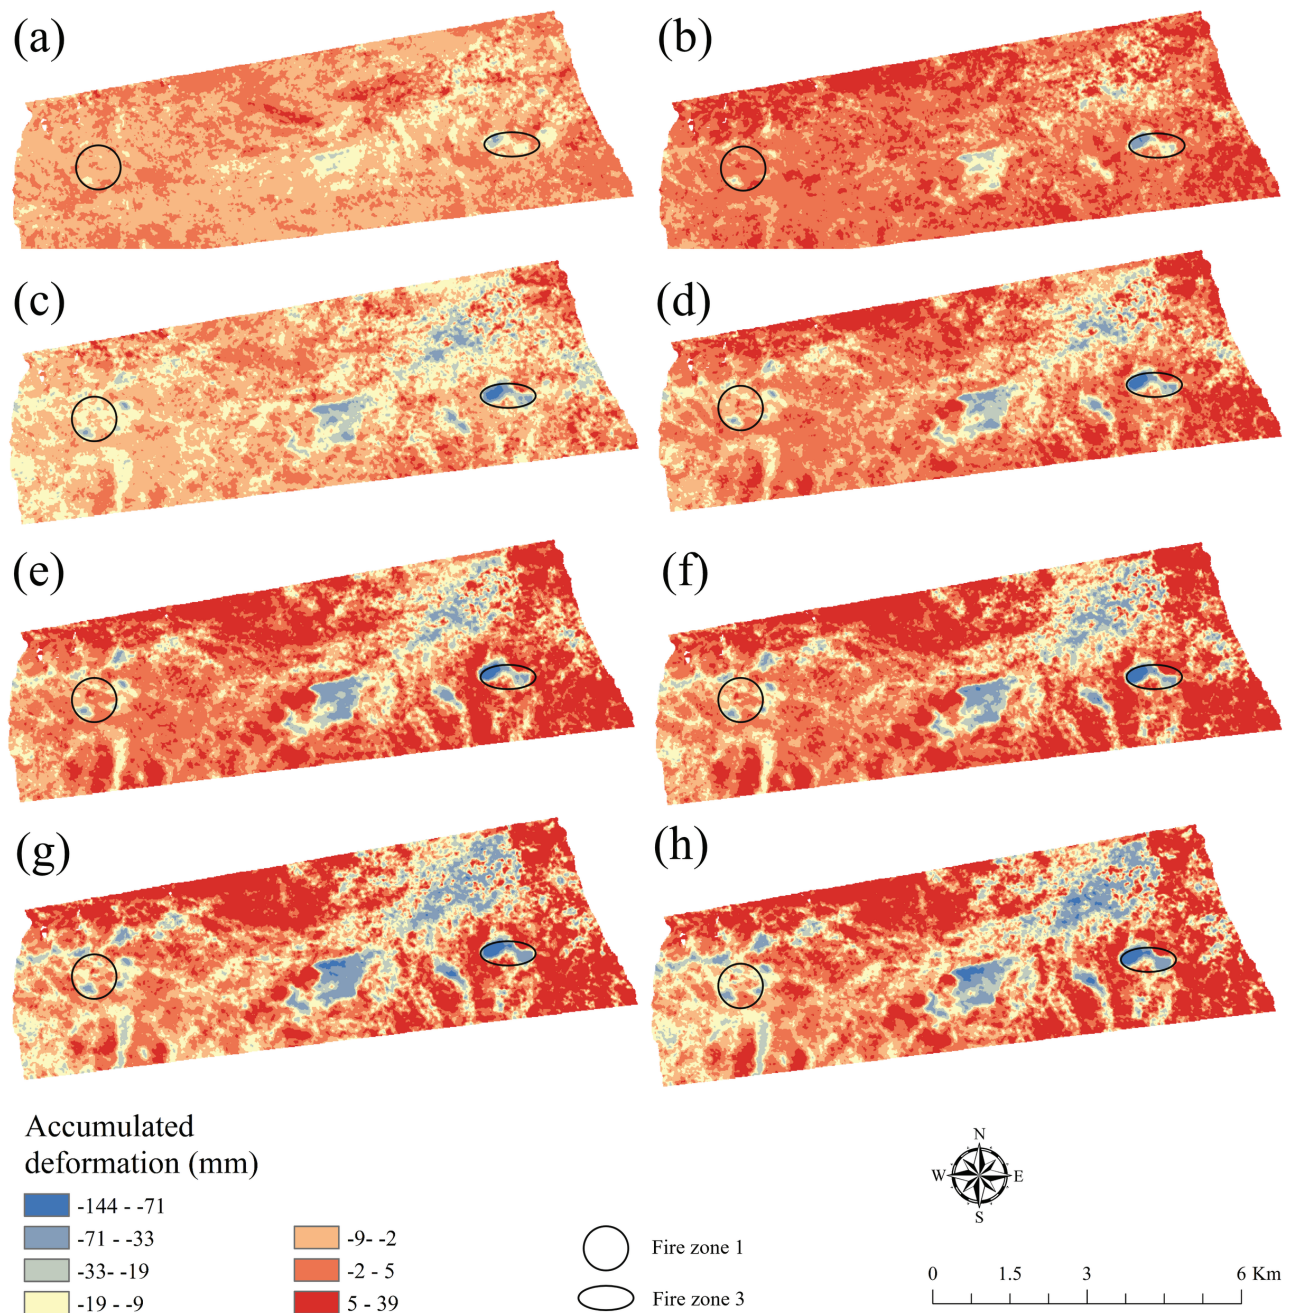 (a)
(b)
(c)
(d)
(e)
(f)
(g)
(h)
Accumulated
deformation (mm)
-144 - -71
-71 - -33
-33- -19
-19 - -9
-9- -2
-2 - 5
5 - 39
Fire zone 1
Fire zone 3
N
W E
S
0 1.5 3 6 Km